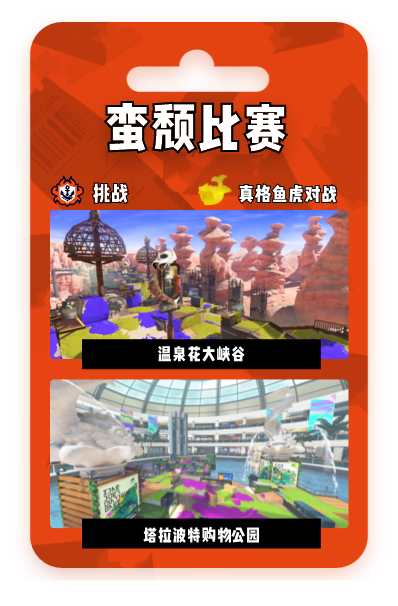 蛮颓比赛
挑战
真格鱼虎对战
温泉花大峡谷
塔拉波特购物公园